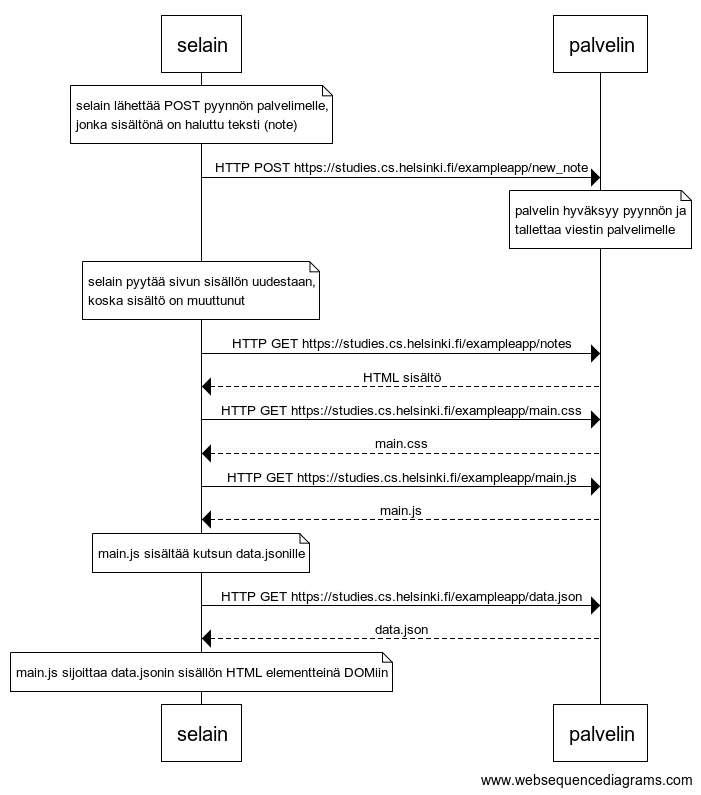 selain
palvelin
selain lähettää POST pyynnön palvelimelle,
jonka sisältönä on haluttu teksti (note)
HTTP POST https://studies.cs.helsinki.fi/exampleapp/new_note
palvelin hyväksyy pyynnön ja
tallettaa viestin palvelimelle
selain pyytää sivun sisällön uudestaan,
koska sisältö on muuttunut
HTTP GET https://studies.cs.helsinki.fi/exampleapp/notes
HTML sisältö
HTTP GET https://studies.cs.helsinki.fi/exampleapp/main.css
main.css
HTTP GET https://studies.cs.helsinki.fi/exampleapp/main.js
main.js
main.js sisältää kutsun data.jsonille
HTTP GET https://studies.cs.helsinki.fi/exampleapp/data.json
data.json
main.js sijoittaa data.jsonin sisällön HTML elementteinä DOMiin
selain
palvelin
www.websequencediagrams.com